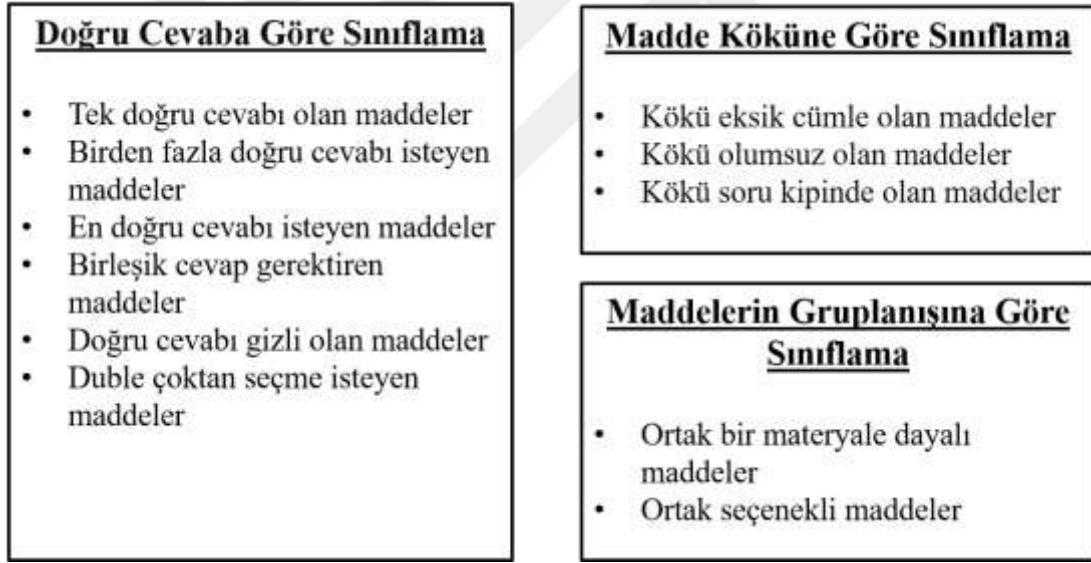 Doğru Cevaba Göre Sınıflama
• Tek doğru cevabı olan maddeler
• Birden fazla doğru cevabı isteyen
maddeler
• En doğru cevabı isteyen maddeler
• Birleşik cevap gerektiren
maddeler
• Doğru cevabı gizli olan maddeler
• Duble çoktan seçme isteyen
maddeler
Madde Köküne Göre Sınıflama
• Kökü eksik cümle olan maddeler
• Kökü olumsuz olan maddeler
• Kökü soru kipinde olan maddeler
Maddelerin Gruplanışına Göre
Sınıflama
• Ortak bir materyale dayalı
maddeler
• Ortak seçenekli maddeler